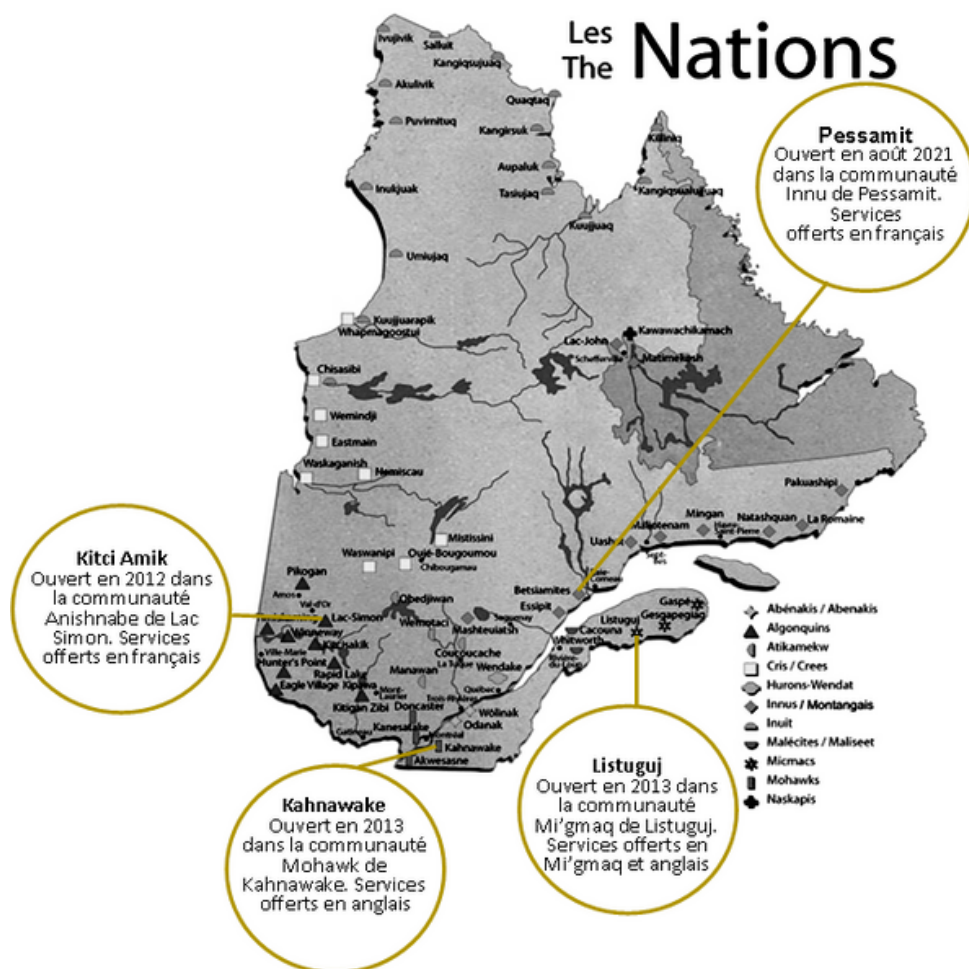 Les
The
Nations
Ivujivik
Salluit
Kangiqsujuaq
Akulivik
Quaqtaq
Puvirnituq
Kangirsuk
Killiniq
Aupaluk
Inukjuak
Tasiujaq
Kangiqsualujjuaq
Kuujjuaq
Umiujaq
Pessamit
Ouvert en août 2021
dans la communauté
Innu de Pessamit.
Services
offerts en français
Kuujjuarapik
Whapmagoostui
Kawawachikamach
Lac-John
Schefferville
Matimekosh
Chisasibi
Wemindji
Eastmain
Waskaganish
Nemiscau
Pakuashipi
Mingan
Natashquan
La Romaine
Maliotenam
Havre-
Saint-Pierre
Uashat
Sept-
Îles
Mistissini
Waswanipi
Oujé-Bougoumou
Chibougamau
Kitci Amik
Ouvert en 2012 dans
la communauté
Anishnabe de Lac
Simon. Services
offerts en français
Pikogan
Amos
Val-d'Or
Lac-Simon
Obedjiwan
Wemotaci
Betsiamites
Baie-
Comeau
Essipit
Mashteuiatsh
Saguenay
Winneway
Kitcisakik
Ville-Marie
Hunter's Point
Rapid Lake
Eagle Village
Kipawa
Kitigan Zibi
Mont-
Laurier
Manawan
Coucoucache
La Tuque
Wendake
Québec
Trois-Rivières
Doncaster
Wôlinak
Odanak
Kanesatake
Montréal
Gatineau
Kahnawake
Akwesasne
Gaspé
Gesgapegiag
Listuguj
Cacouna
Whitworth
Rivière-
du-Loup
Abénakis / Abenakis
Algonquins
Atikamekw
Cris / Crees
Hurons-Wendat
Innus / Montangais
Inuit
Malécites / Maliseet
Micmacs
Mohawks
Naskapis
Kahnawake
Ouvert en 2013
dans la communauté
Mohawk de
Kahnawake. Services
offerts en anglais
Listuguj
Ouvert en 2013 dans
la communauté
Mi'gmaq de Listuguj.
Services offerts en
Mi'gmaq et anglais